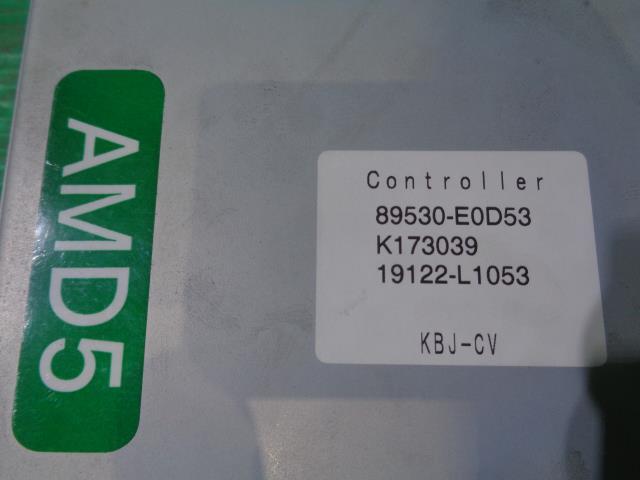 AMD5
Controller
89530-E0D53
K173039
19122-L1053
KBJ-CV